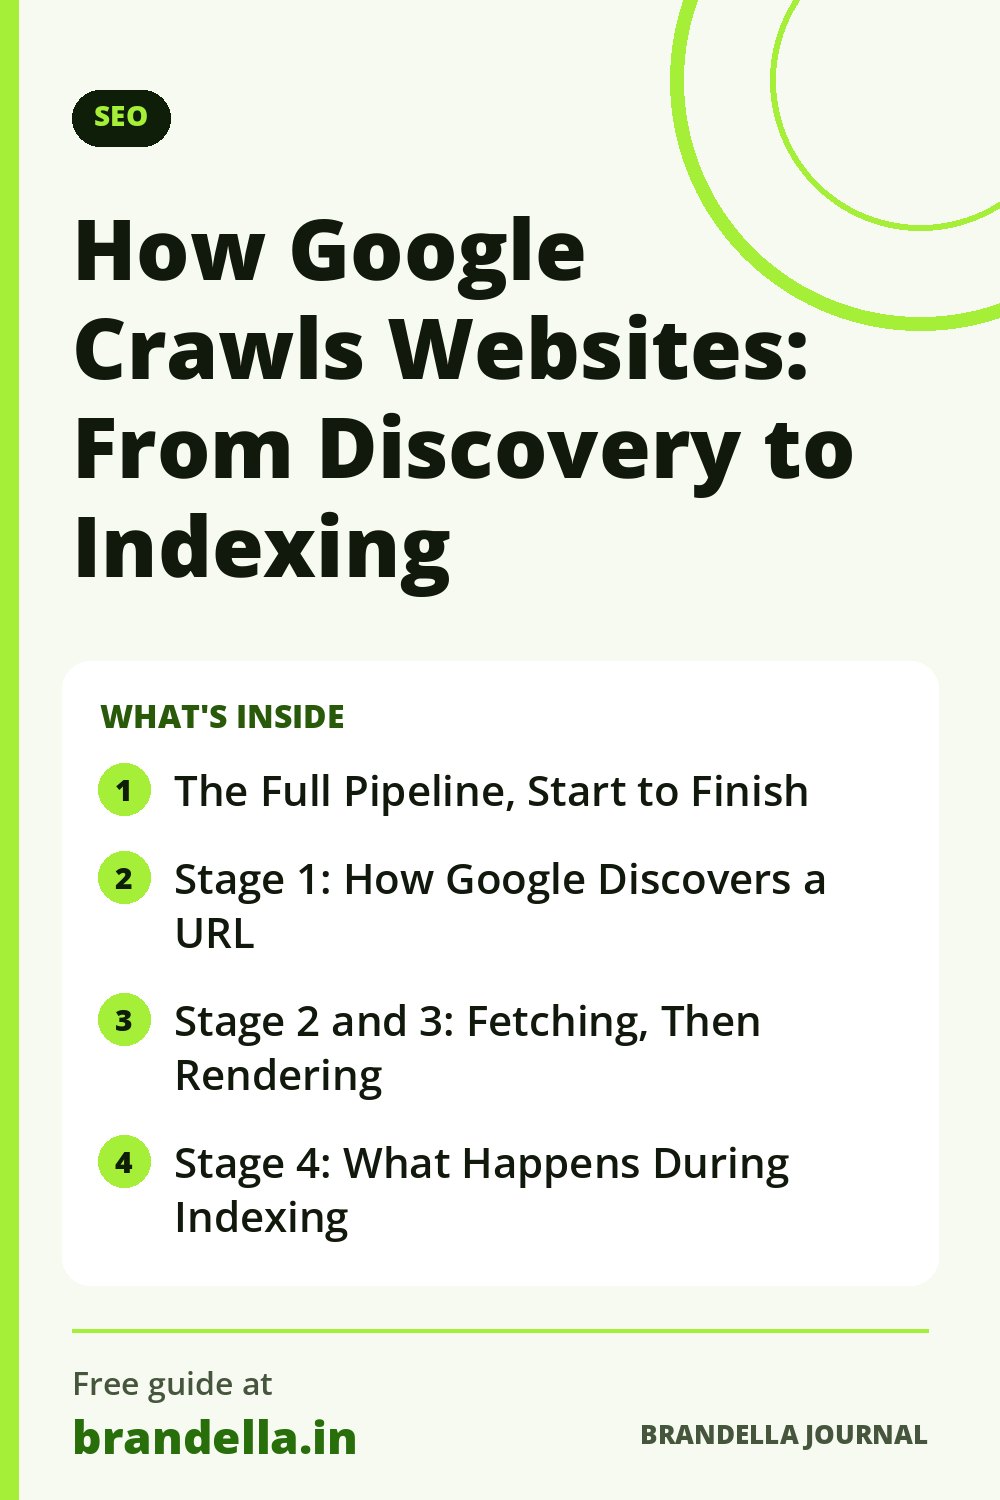 SEO
How Google
Crawls Websites:
From Discovery to
Indexing
WHAT'S INSIDE
1 The Full Pipeline, Start to Finish
2 Stage 1: How Google Discovers a
URL
3 Stage 2 and 3: Fetching, Then
Rendering
4 Stage 4: What Happens During
Indexing
Free guide at
brandella.in
BRANDELLA JOURNAL